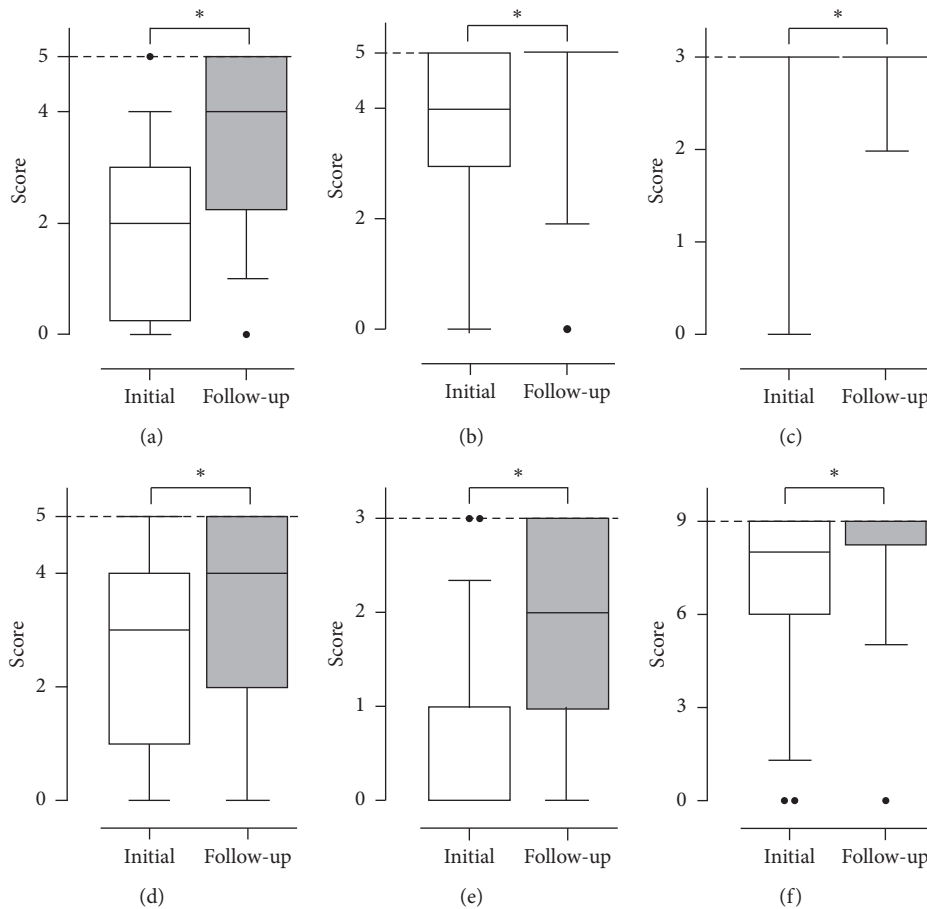 * * *
5 5 3
4 4
2
Score Score Score
2 2
1
0 0 0
Initial Follow-up Initial Follow-up Initial Follow-up
(a) (b) (c)
* * *
5 3 9
4
2 6
Score Score Score
2
1 3
0 0 0
Initial Follow-up Initial Follow-up Initial Follow-up
(d) (e) (f)